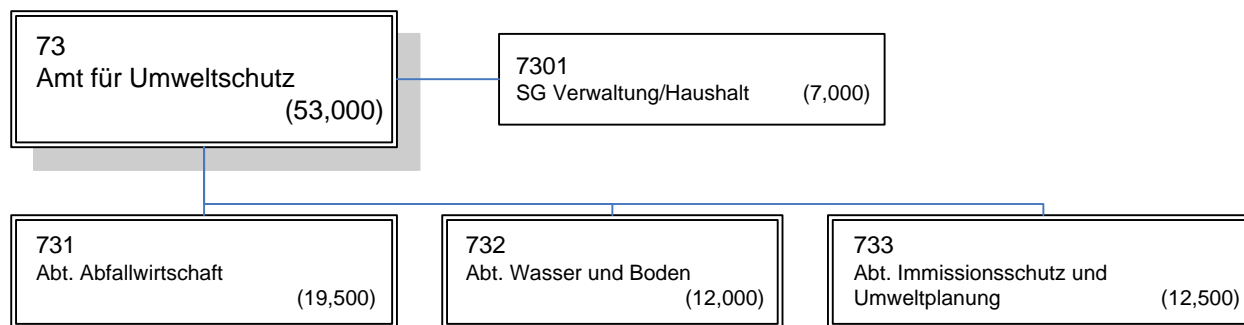 73
Amt für Umweltschutz
(53,000)
7301
SG Verwaltung/Haushalt (7,000)
731
Abt. Abfallwirtschaft
(19,500)
732
Abt. Wasser und Boden
(12,000)
733
Abt. Immissionsschutz und
Umweltplanung (12,500)